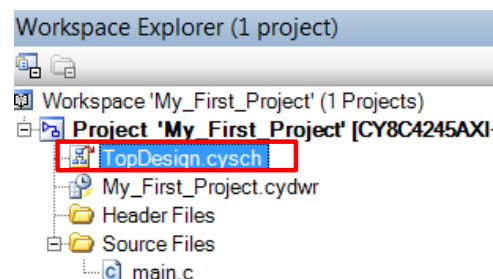 Workspace Explorer (1 project)
Workspace 'My_First_Project' (1 Projects)
Project 'My_First_Project' [CY8C4245AXI-
TopDesign.cysch
My_First_Project.cydwr
Header Files
Source Files
main.c